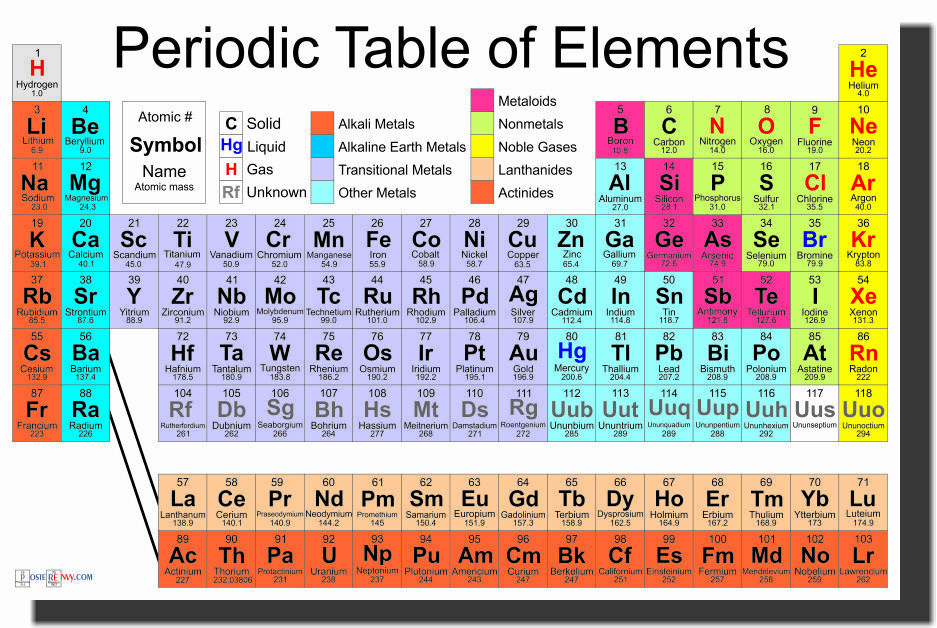 Periodic Table of Elements
1
H
Hydrogen
1.0
2
He
Helium
4.0
Atomic #
Symbol
Name
Atomic mass
C Solid
Hg Liquid
H Gas
Rf Unknown
Alkali Metals
Alkaline Earth Metals
Transitional Metals
Other Metals
Metaloids
Nonmetals
Noble Gases
Lanthanides
Actinides
3 4 5 6 7 8 9 10
Li Be B C N O F Ne
Lithium Beryllium Boron Carbon Nitrogen Oxygen Fluorine Neon
6.9 9.0 10.8 12.0 14.0 16.0 19.0 20.2
11 12 13 14 15 16 17 18
Na Mg Al Si P S Cl Ar
Sodium Magnesium Aluminum Silicon Phosphorus Sulfur Chlorine Argon
23.0 24.3 27.0 28.1 31.0 32.1 35.5 40.0
19 20 21 22 23 24 25 26 27 28 29 30 31 32 33 34 35 36
K Ca Sc Ti V Cr Mn Fe Co Ni Cu Zn Ga Ge As Se Br Kr
Potassium Calcium Scandium Titanium Vanadium Chromium Manganese Iron Cobalt Nickel Copper Zinc Gallium Germanium Arsenic Selenium Bromine Krypton
39.1 40.1 45.0 47.9 50.9 52.0 54.9 55.9 58.9 58.7 63.5 65.4 69.7 72.6 74.9 79.0 79.9 83.8
37 38 39 40 41 42 43 44 45 46 47 48 49 50 51 52 53 54
Rb Sr Y Zr Nb Mo Tc Ru Rh Pd Ag Cd In Sn Sb Te I Xe
Rubidium Strontium Yitrium Zirconium Niobium Molybdenum Technetium Ruthenium Rhodium Palladium Silver Cadmium Indium Tin Antimony Tellurium Iodine Xenon
85.5 87.6 88.9 91.2 92.9 95.9 99.0 101.0 102.9 106.4 107.9 112.4 114.8 118.7 121.8 127.6 126.9 131.3
55 56 72 73 74 75 76 77 78 79 80 81 82 83 84 85 86
Cs Ba Hf Ta W Re Os Ir Pt Au Hg Tl Pb Bi Po At Rn
Cesium Barium Hafnium Tantalum Tungsten Rhenium Osmium Iridium Platinum Gold Mercury Thallium Lead Bismuth Polonium Astatine Radon
132.9 137.4 178.5 180.9 183.8 186.2 190.2 192.2 195.1 196.9 200.6 204.4 207.2 208.9 208.9 209.9 222
87 88 104 105 106 107 108 109 110 111 112 113 114 115 116 117 118
Fr Ra Rf Db Sg Bh Hs Mt Ds Rg Uub Uut Uuq Uup Uuh Uus Uuo
Francium Radium Rutherfordium Dubnium Seaborgium Bohrium Hassium Meitnerium Damstadium Roentgenium Ununbium Ununtrium Ununquadium Ununpentium Ununhexium Ununseptium Ununoctium
223 226 261 262 266 264 277 268 271 272 285 289 289 288 292 294
57 58 59 60 61 62 63 64 65 66 67 68 69 70 71
La Ce Pr Nd Pm Sm Eu Gd Tb Dy Ho Er Tm Yb Lu
Lanthanum Cerium Praseodymium Neodymium Promethium Samarium Europium Gadolinium Terbium Dysprosium Holmium Erbium Thulium Ytterbium Luteium
138.9 140.1 140.9 144.2 145 150.4 151.9 157.3 158.9 162.5 164.9 167.2 168.9 173 174.9
89 90 91 92 93 94 95 96 97 98 99 100 101 102 103
Ac Th Pa U Np Pu Am Cm Bk Cf Es Fm Md No Lr
Actinium Thorium Protactinium Uranium Neptonium Plutonium Americium Curium Berkelium Californium Einsteinium Fermium Mendelevium Nobelium Lawrencium
227 232.03806 231 238 237 244 243 247 247 251 252 257 258 259 262